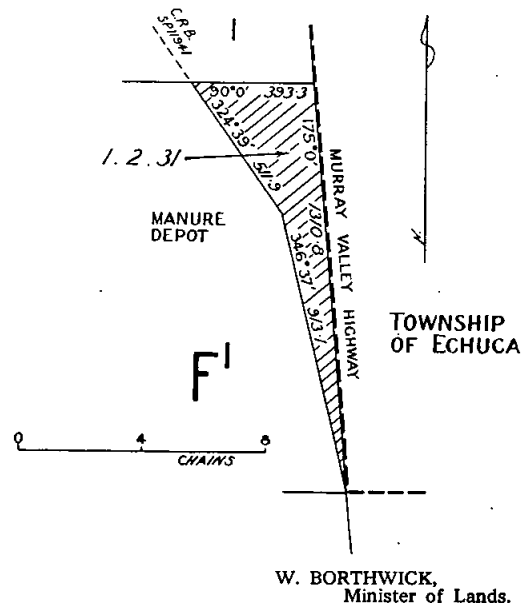 C.R.B.
SP11941
I
90°0' 393·3
324°39'
511·9
1. 2. 31
175°0'
1310·8
MURRAY VALLEY HIGHWAY
MANURE
DEPOT
346°37'
913·1
N
TOWNSHIP
OF ECHUCA
F¹
0 4 8
CHAINS
W. BORTHWICK,
Minister of Lands.